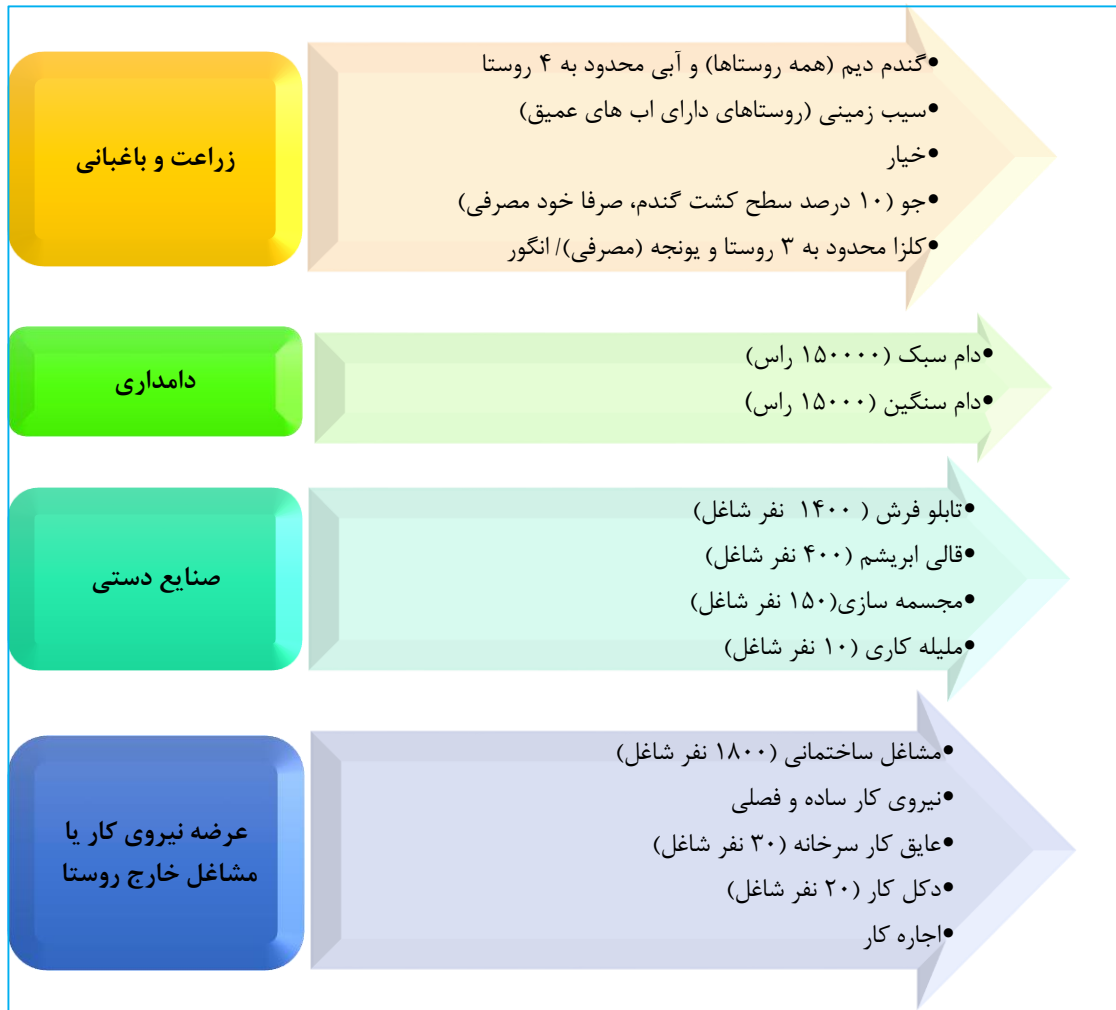 زراعت و باغبانی
•گندم دیم (همه روستاها) و آبی محدود به ۴ روستا
•سیب زمینی (روستاهای دارای اب های عمیق)
•خیار
•جو (۱۰ درصد سطح کشت گندم، صرفا خود مصرفی)
•کلزا محدود به ۳ روستا و یونجه (مصرفی)/ انگور
دامداری
•دام سبک (۱۵۰۰۰۰ راس)
•دام سنگین (۱۵۰۰۰ راس)
صنایع دستی
•تابلو فرش ( ۱۴۰۰ نفر شاغل)
•قالی ابریشم (۴۰۰ نفر شاغل)
•مجسمه سازی(۱۵۰ نفر شاغل)
•ملیله کاری (۱۰ نفر شاغل)
عرضه نیروی کار یا
مشاغل خارج روستا
•مشاغل ساختمانی (۱۸۰۰ نفر شاغل)
•نیروی کار ساده و فصلی
•عایق کار سرخانه (۳۰ نفر شاغل)
•دکل کار (۲۰ نفر شاغل)
•اجاره کار